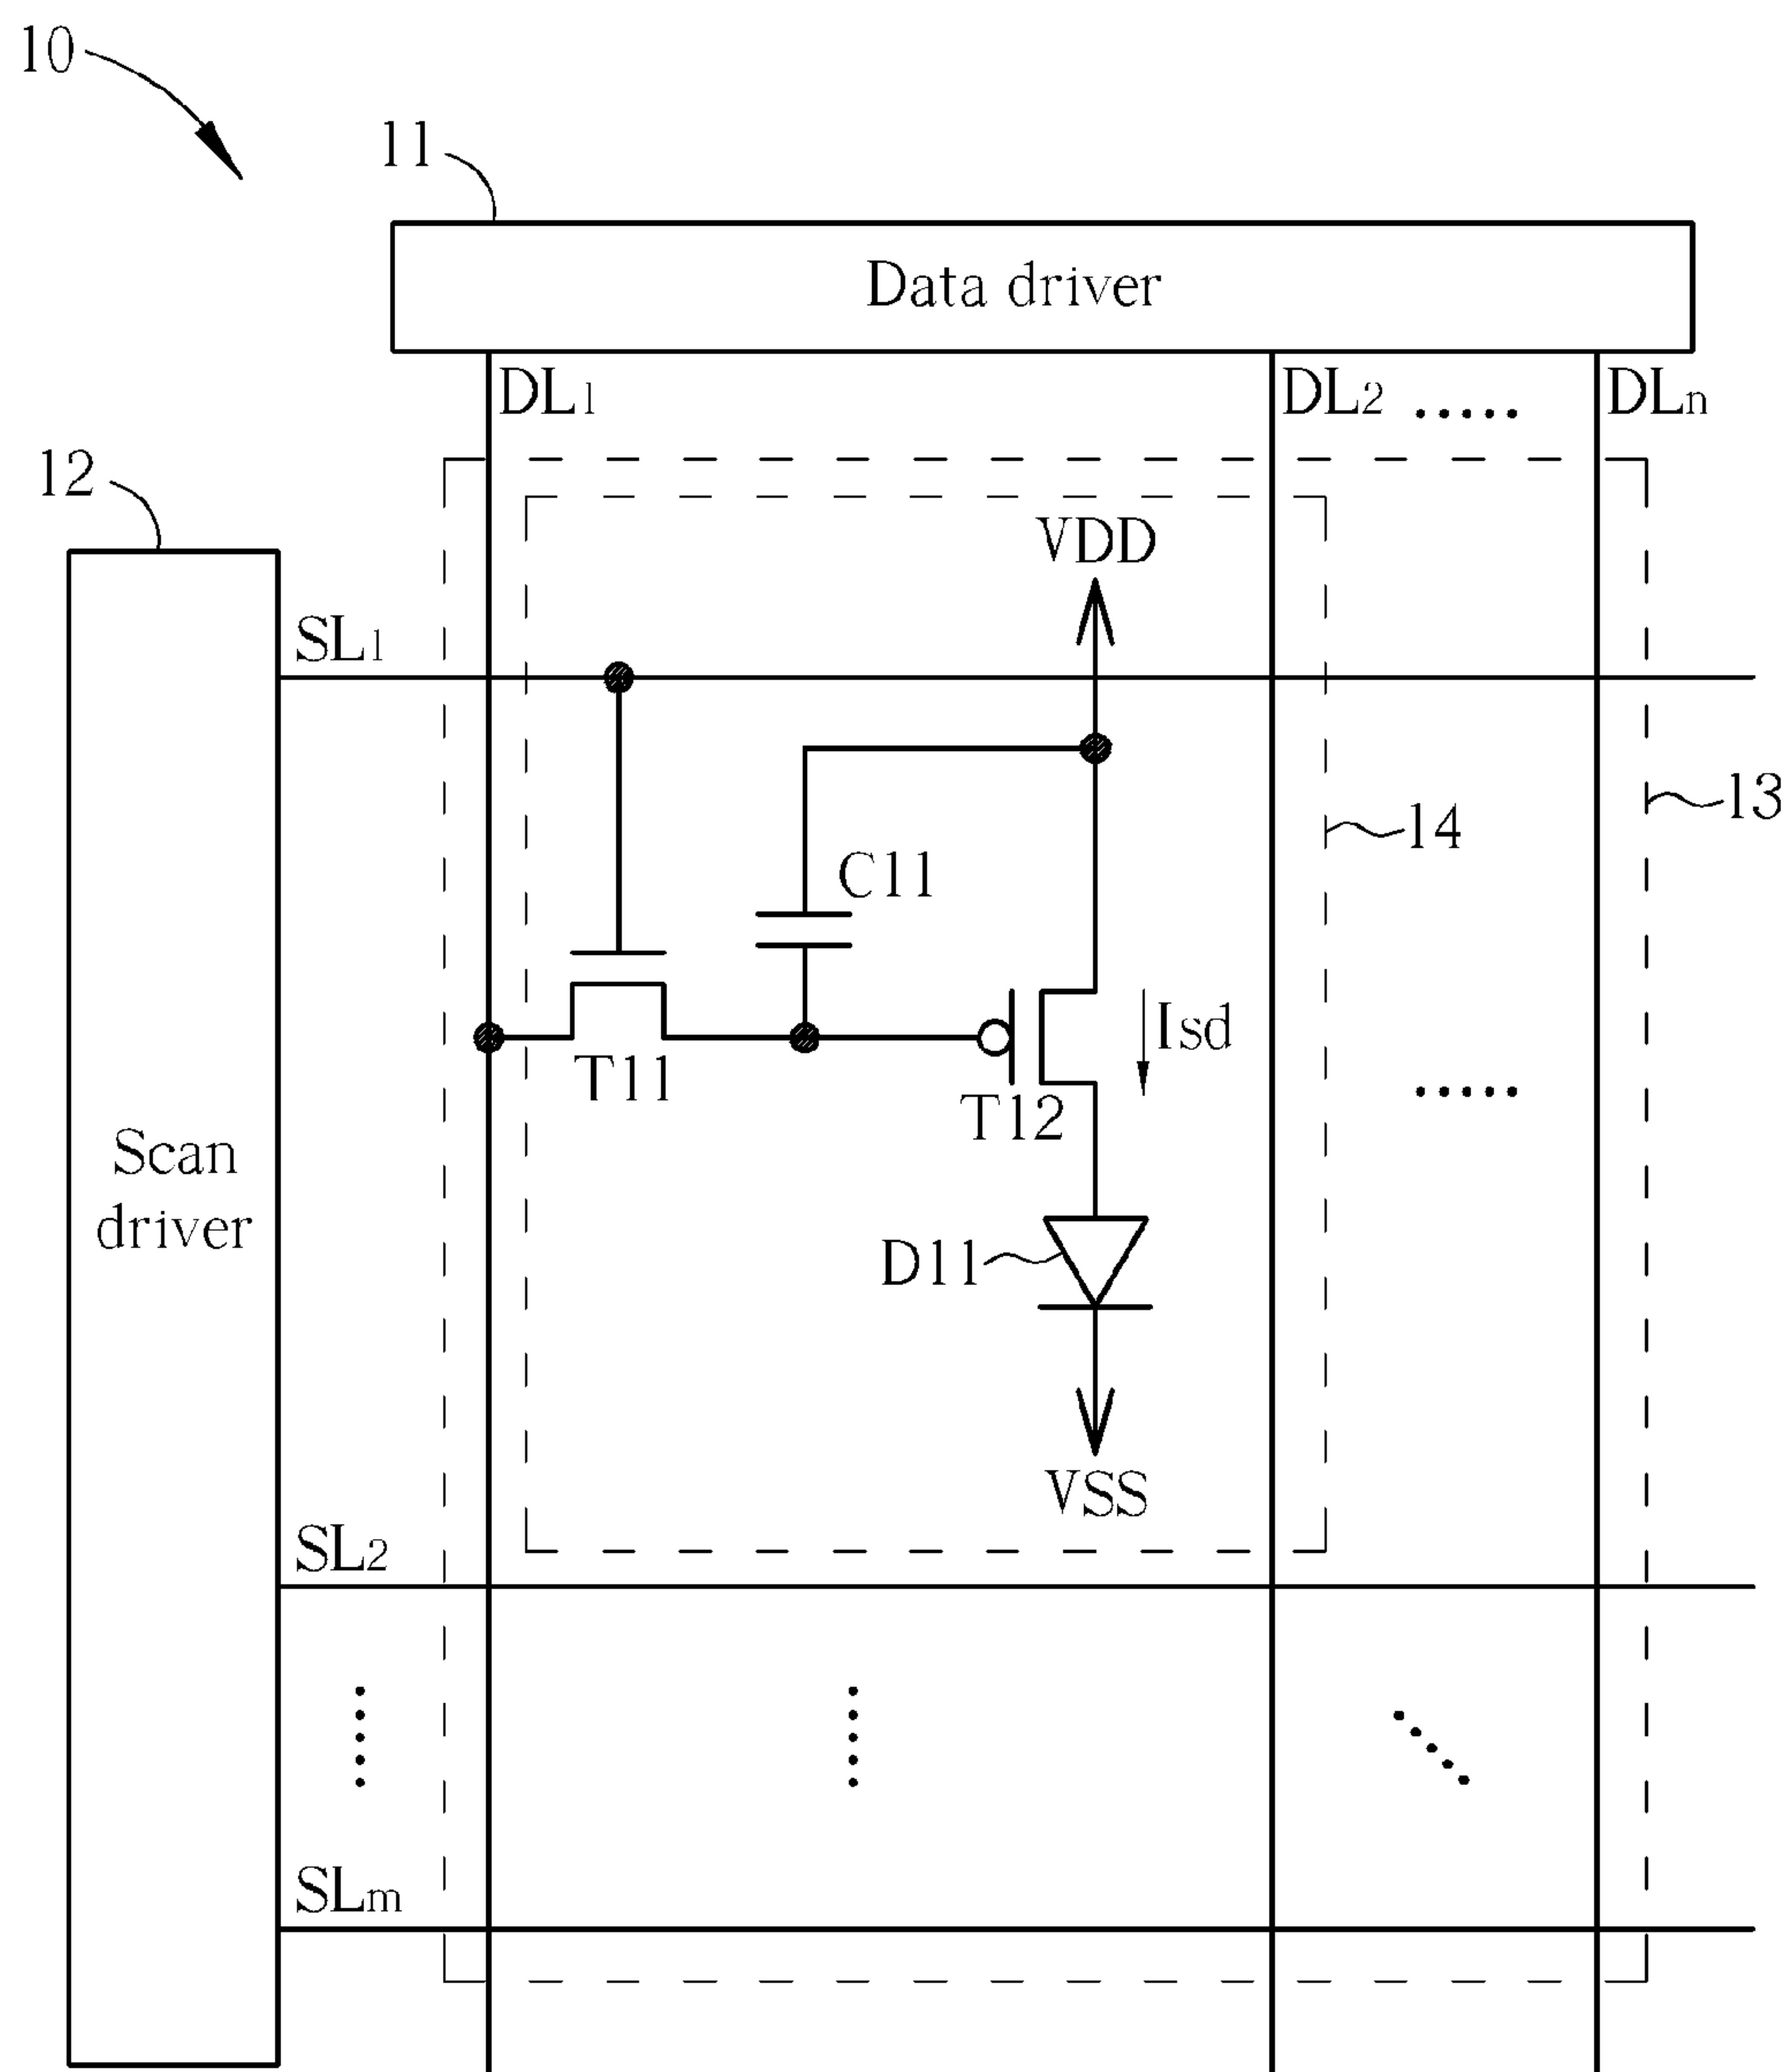 10
11
Data driver
DL1
DL2 .....
DLn
12
VDD
SL1
13
14
C11
Isd
T11
T12
Scan
driver
D11
VSS
SL2
SLm